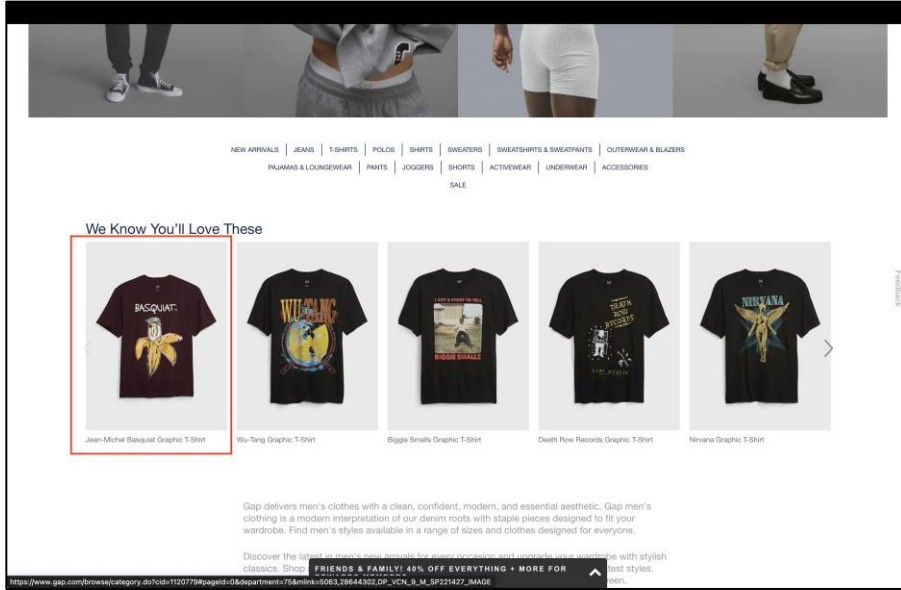 NEW ARRIVALS | JEANS | T-SHIRTS | POLOS | SHIRTS | SWEATERS | SWEATSHIRTS & SWEATPANTS | OUTERWEAR & BLAZERS
PAJAMAS & LOUNGEWEAR | PANTS | JOGGERS | SHORTS | ACTIVEWEAR | UNDERWEAR | ACCESSORIES
SALE
We Know You'll Love These
Feedback
BASQUIAT
WU-TANG
I GOT A STORY TO TELL
BIGGIE SMALLS
DEATH
ROW
RECORDS
NIRVANA
Jean-Michel Basquiat Graphic T-Shirt
Wu-Tang Graphic T-Shirt
Biggie Smalls Graphic T-Shirt
Death Row Records Graphic T-Shirt
Nirvana Graphic T-Shirt
Gap delivers men's clothes with a clean, confident, modern, and essential aesthetic. Gap men's
clothing is a modern interpretation of our denim roots with staple pieces designed to fit your
wardrobe. Find men's styles available in a range of sizes and clothes designed for everyone.
Discover the latest in men's new arrivals for every occasion and upgrade your wardrobe with stylish
classics. Shop
FRIENDS & FAMILY! 40% OFF EVERYTHING + MORE FOR
REWARDS MEMBERS
test styles.
ween.
https://www.gap.com/browse/category.do?cid=1120779#pageId=0&department=75&mlink=5063,28644302,DP_VCN_9_M_SP221427_IMAGE